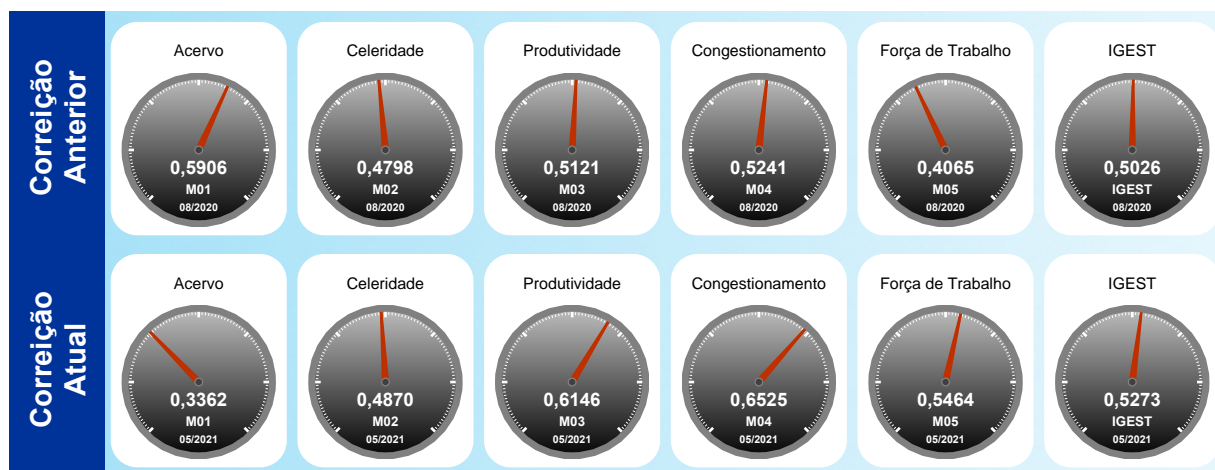 Correição
Anterior
Acervo
0,5906
M01
08/2020
Celeridade
0,4798
M02
08/2020
Produtividade
0,5121
M03
08/2020
Congestionamento
0,5241
M04
08/2020
Força de Trabalho
0,4065
M05
08/2020
IGEST
0,5026
IGEST
08/2020
Correição
Atual
Acervo
0,3362
M01
05/2021
Celeridade
0,4870
M02
05/2021
Produtividade
0,6146
M03
05/2021
Congestionamento
0,6525
M04
05/2021
Força de Trabalho
0,5464
M05
05/2021
IGEST
0,5273
IGEST
05/2021